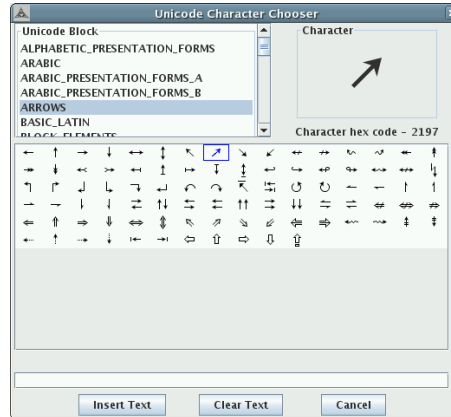 Unicode Character Chooser
Unicode Block
ALPHABETIC_PRESENTATION_FORMS
ARABIC
ARABIC_PRESENTATION_FORMS_A
ARABIC_PRESENTATION_FORMS_B
ARROWS
BASIC_LATIN
BLOCK_ELEMENTS
Character
↗
Character hex code - 2197
Insert Text
Clear Text
Cancel